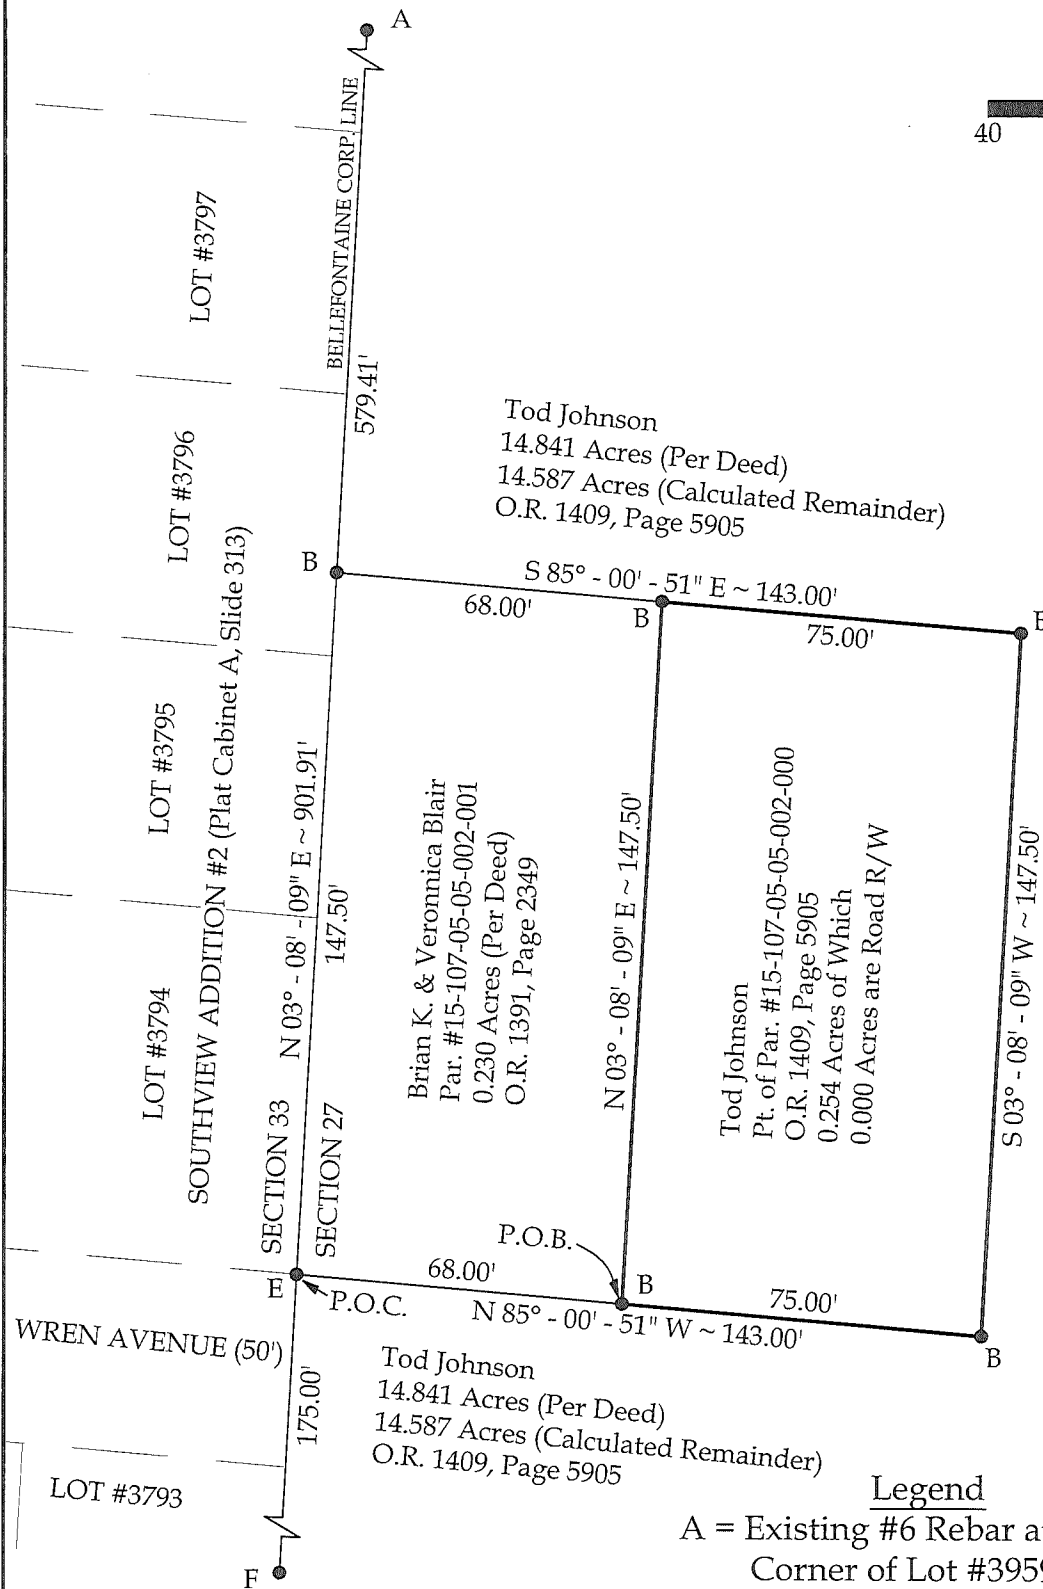 A
40
BELLEFONTAINE CORP. LINE
LOT #3797
579.41'
LOT #3796
Tod Johnson
14.841 Acres (Per Deed)
14.587 Acres (Calculated Remainder)
O.R. 1409, Page 5905
B
S 85° - 00' - 51" E ~ 143.00'
68.00'
B
75.00'
SOUTHVIEW ADDITION #2 (Plat Cabinet A, Slide 313)
LOT #3795
N 03° - 08' - 09" E ~ 901.91'
147.50'
Brian K. & Veronnica Blair
Par. #15-107-05-05-002-001
0.230 Acres (Per Deed)
O.R. 1391, Page 2349
N 03° - 08' - 09" E ~ 147.50'
Tod Johnson
Pt. of Par. #15-107-05-05-002-000
O.R. 1409, Page 5905
0.254 Acres of Which
0.000 Acres are Road R/W
S 03° - 08' - 09" W ~ 147.50'
LOT #3794
SECTION 33
SECTION 27
P.O.B.
E
P.O.C.
68.00'
B
75.00'
N 85° - 00' - 51" W ~ 143.00'
B
WREN AVENUE (50')
175.00'
Tod Johnson
14.841 Acres (Per Deed)
14.587 Acres (Calculated Remainder)
O.R. 1409, Page 5905
LOT #3793
F
Legend
A = Existing #6 Rebar
Corner of Lot #3959